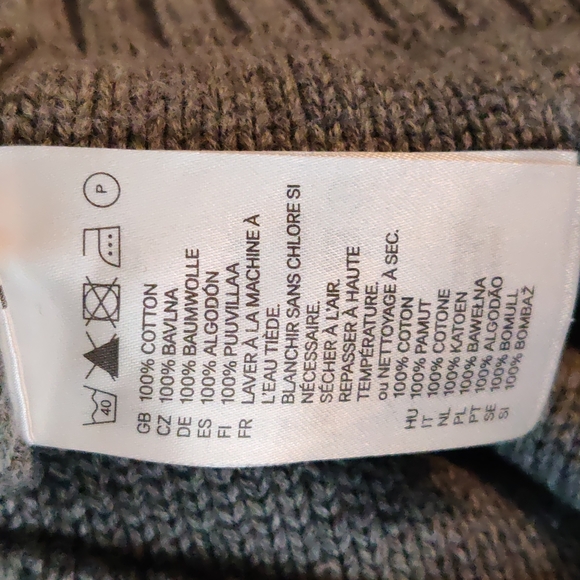 40 P
GB 100% COTTON
CZ 100% BAVLNA
DE 100% BAUMWOLLE
ES 100% ALGODÓN
FI 100% PUUVILLAA
FR LAVER À LA MACHINE À
L'EAU TIÈDE.
BLANCHIR SANS CHLORE SI
NÉCESSAIRE.
SÉCHER À L'AIR.
REPASSER À HAUTE
TEMPÉRATURE.
OU NETTOYAGE À SEC.
100% COTON
HU 100% PAMUT
IT 100% COTONE
NL 100% KATOEN
PL 100% BAWEŁNA
PT 100% ALGODÃO
SE 100% BOMULL
SI 100% BOMBAŽ